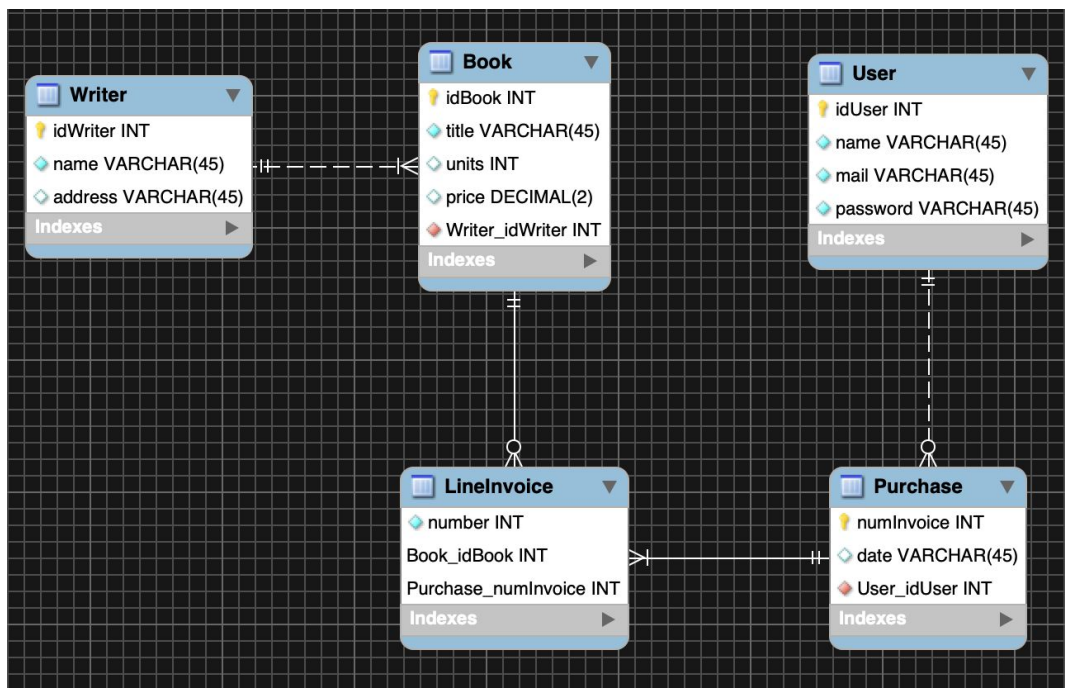 Writer
idWriter INT
name VARCHAR(45)
address VARCHAR(45)
Indexes
Book
idBook INT
title VARCHAR(45)
units INT
price DECIMAL(2)
Writer_idWriter INT
Indexes
User
idUser INT
name VARCHAR(45)
mail VARCHAR(45)
password VARCHAR(45)
Indexes
LineInvoice
number INT
Book_idBook INT
Purchase_numInvoice INT
Indexes
Purchase
numInvoice INT
date VARCHAR(45)
User_idUser INT
Indexes